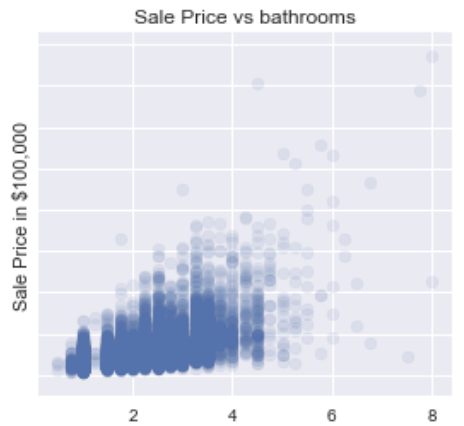 Sale Price vs bathrooms
Sale Price in $100,000
2 4 6 8